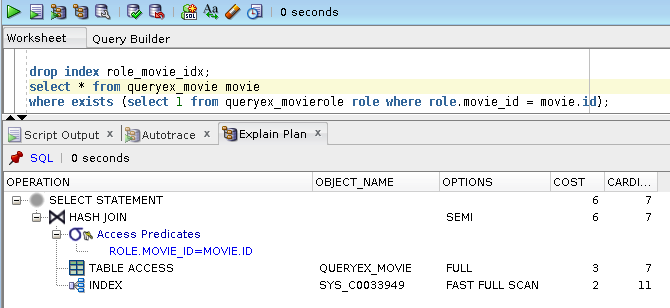 0 seconds
Worksheet Query Builder
drop index role_movie_idx;
select * from queryex_movie movie
where exists (select 1 from queryex_movierole role where role.movie_id = movie.id);
Script Output x Autotrace x Explain Plan x
SQL | 0 seconds
OPERATION OBJECT_NAME OPTIONS COST CARDI...
SELECT STATEMENT 6 7
HASH JOIN SEMI 6 7
Access Predicates
ROLE.MOVIE_ID=MOVIE.ID
TABLE ACCESS QUERYEX_MOVIE FULL 3 7
INDEX SYS_C0033949 FAST FULL SCAN 2 11